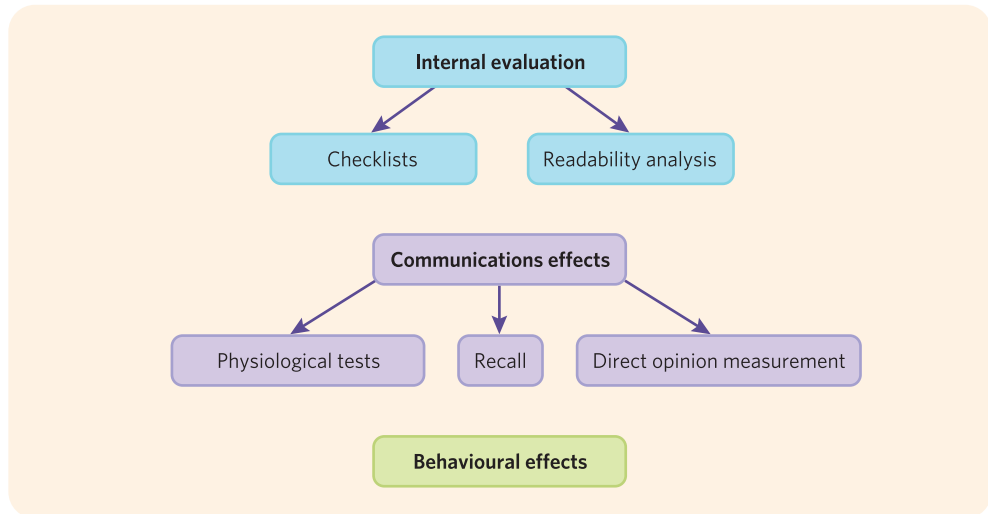 Internal evaluation
Checklists
Readability analysis
Communications effects
Physiological tests
Recall
Direct opinion measurement
Behavioural effects